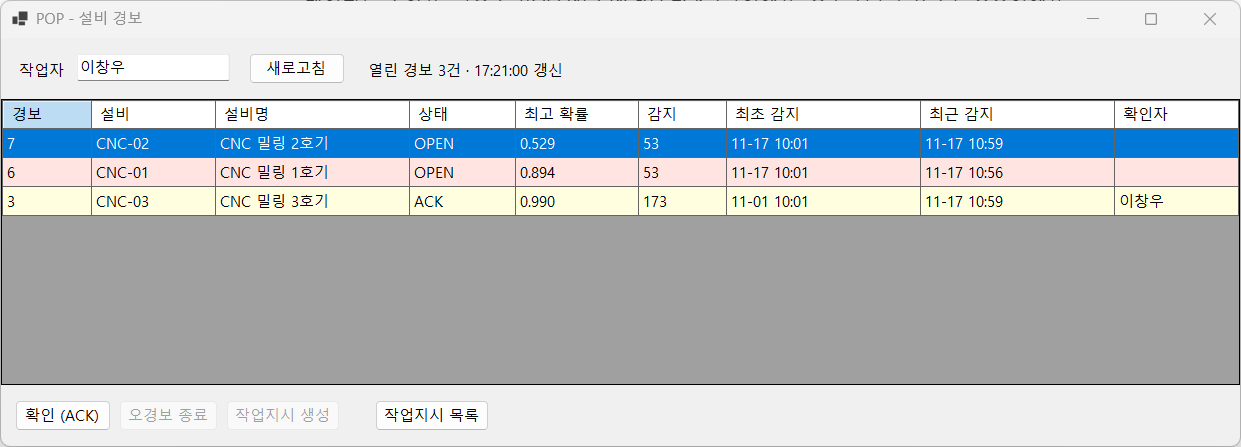 POP - 설비 경보
작업자 이창우 새로고침 열린 경보 3건 · 17:21:00 갱신
경보 설비 설비명 상태 최고 확률 감지 최초 감지 최근 감지 확인자
7 CNC-02 CNC 밀링 2호기 OPEN 0.529 53 11-17 10:01 11-17 10:59
6 CNC-01 CNC 밀링 1호기 OPEN 0.894 53 11-17 10:01 11-17 10:56
3 CNC-03 CNC 밀링 3호기 ACK 0.990 173 11-01 10:01 11-17 10:59 이창우
확인 (ACK) 오경보 종료 작업지시 생성 작업지시 목록